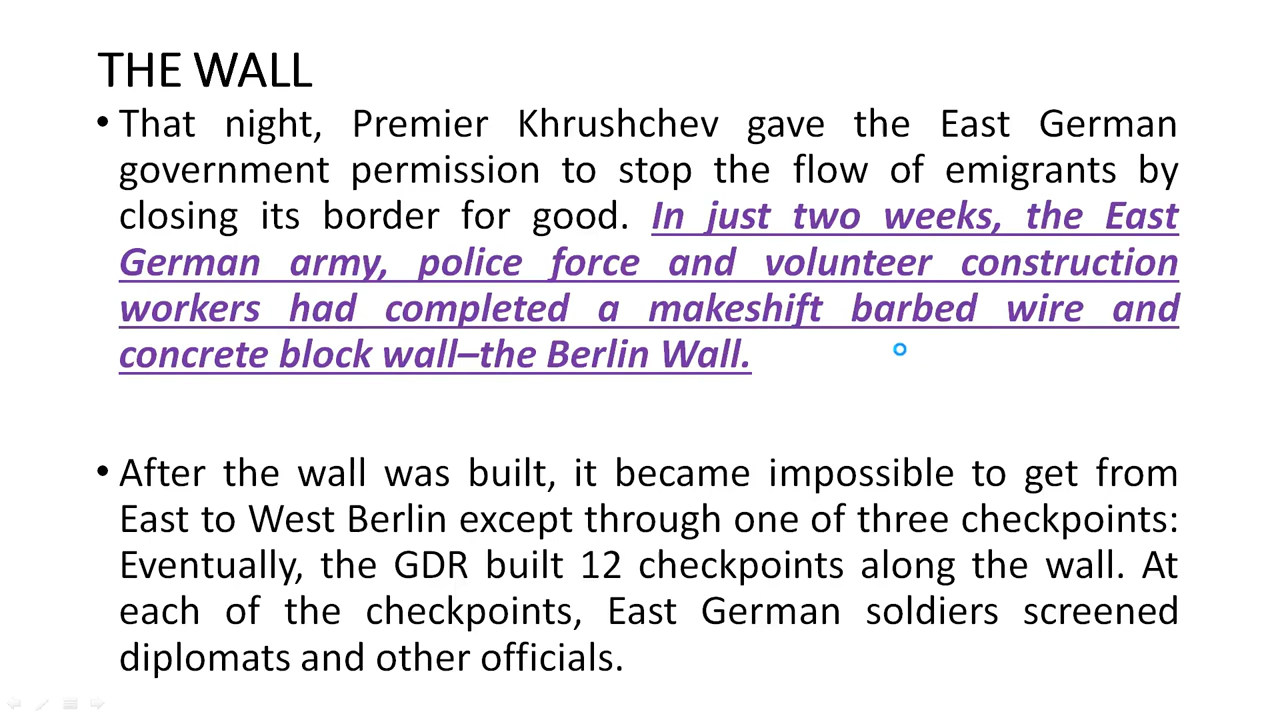 THE WALL
• That night, Premier Khrushchev gave the East German
government permission to stop the flow of emigrants by
closing its border for good. In just two weeks, the East
German army, police force and volunteer construction
workers had completed a makeshift barbed wire and
concrete block wall–the Berlin Wall.
• After the wall was built, it became impossible to get from
East to West Berlin except through one of three checkpoints:
Eventually, the GDR built 12 checkpoints along the wall. At
each of the checkpoints, East German soldiers screened
diplomats and other officials.